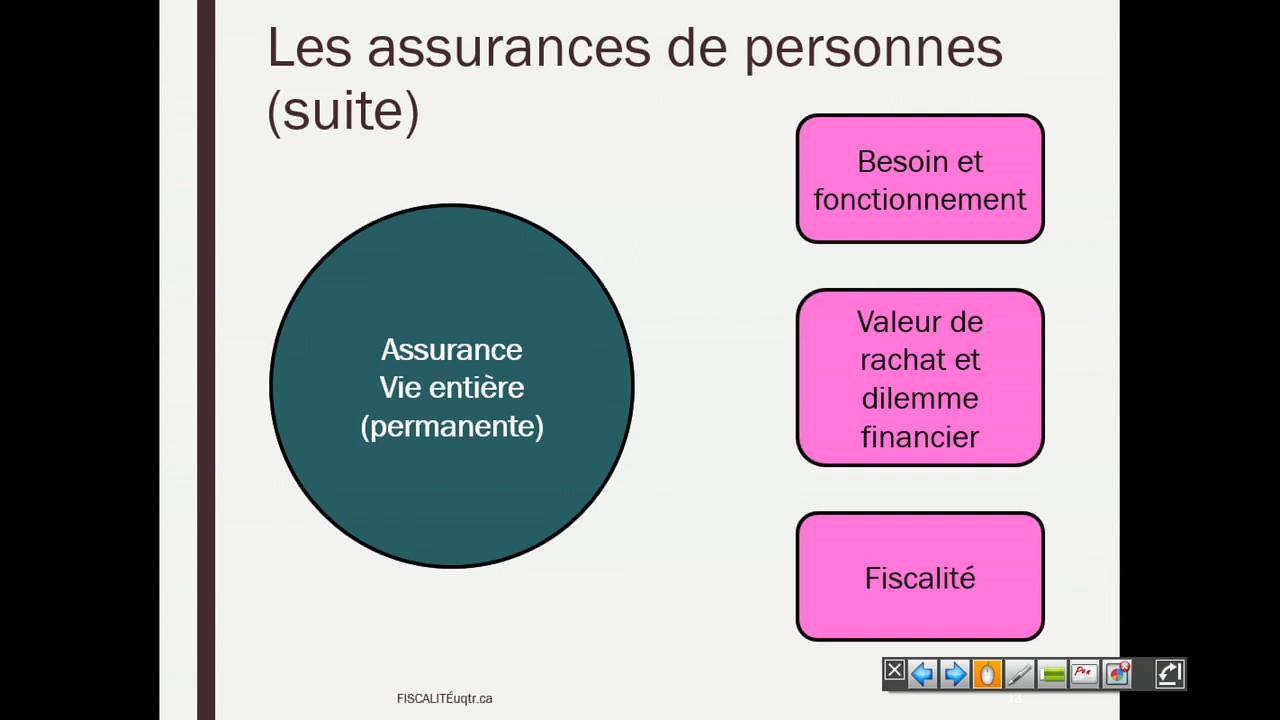 Les assurances de personnes
(suite)
Besoin et
fonctionnement
Assurance
Vie entière
(permanente)
Valeur de
rachat et
dilemme
financier
Fiscalité
FISCALITÉuqtr.ca
Pen